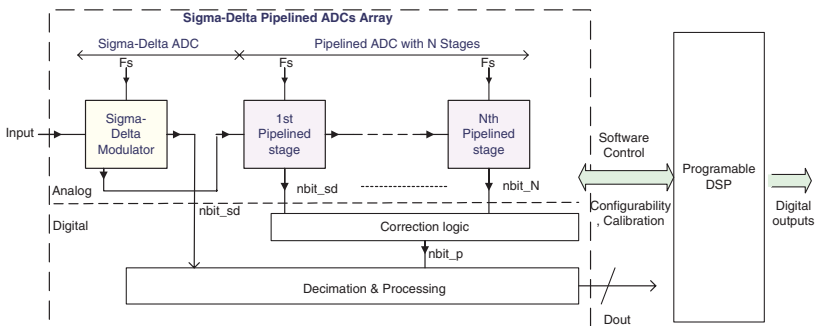 Sigma-Delta Pipelined ADCs Array
Sigma-Delta ADC
Pipelined ADC with N Stages
Fs
Fs
Fs
Input
Sigma-
Delta
Modulator
1st
Pipelined
stage
Nth
Pipelined
stage
Analog
nbit_sd
nbit_sd
nbit_N
Digital
Correction logic
nbit_p
Decimation & Processing
Dout
Software
Control
Configurability
, Calibration
Programable
DSP
Digital
outputs